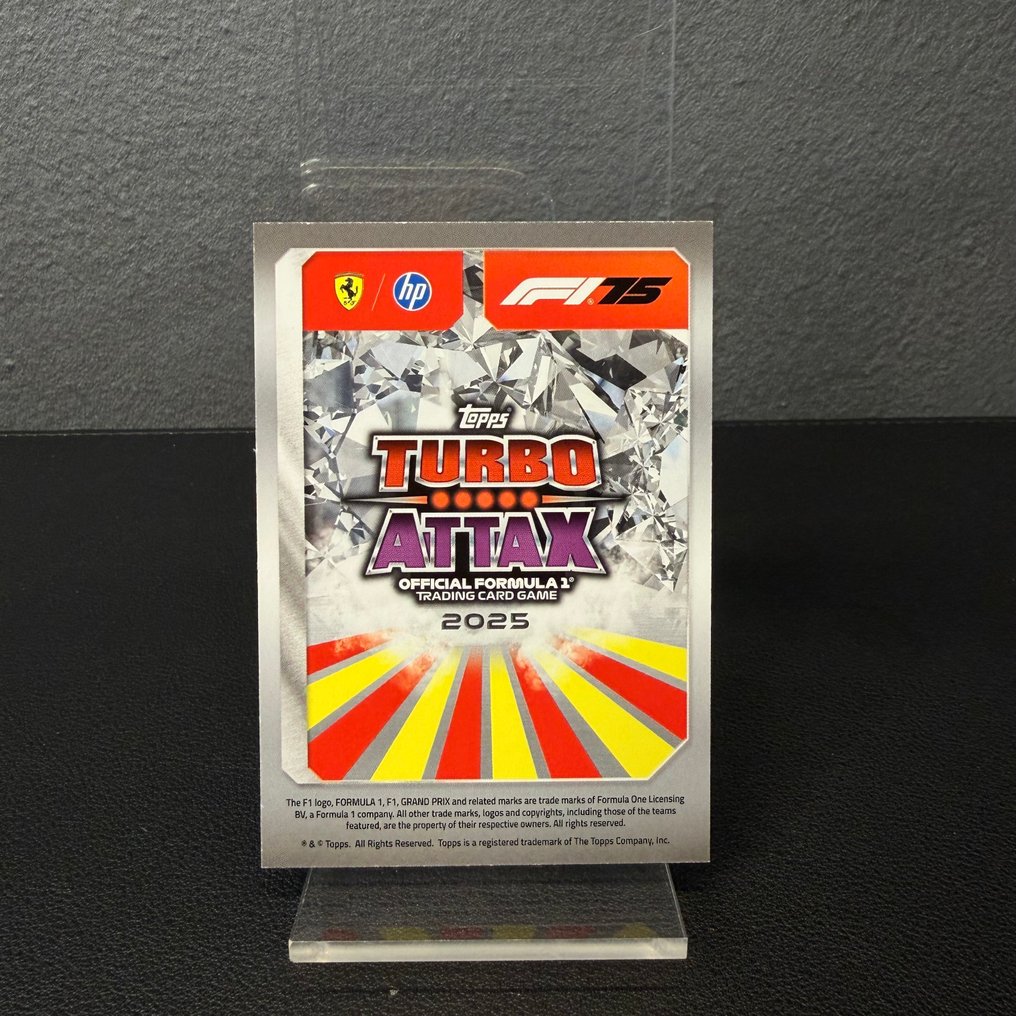 hp
F1® 75
Topps
TURBO
ATTAX
OFFICIAL FORMULA 1®
TRADING CARD GAME
2025
The F1 logo, FORMULA 1, F1, GRAND PRIX and related marks are trade marks of Formula One Licensing
BV, a Formula 1 company. All other trade marks, logos and copyrights, including those of the teams
featured, are the property of their respective owners. All rights reserved.
® & © Topps. All Rights Reserved. Topps is a registered trademark of The Topps Company, Inc.